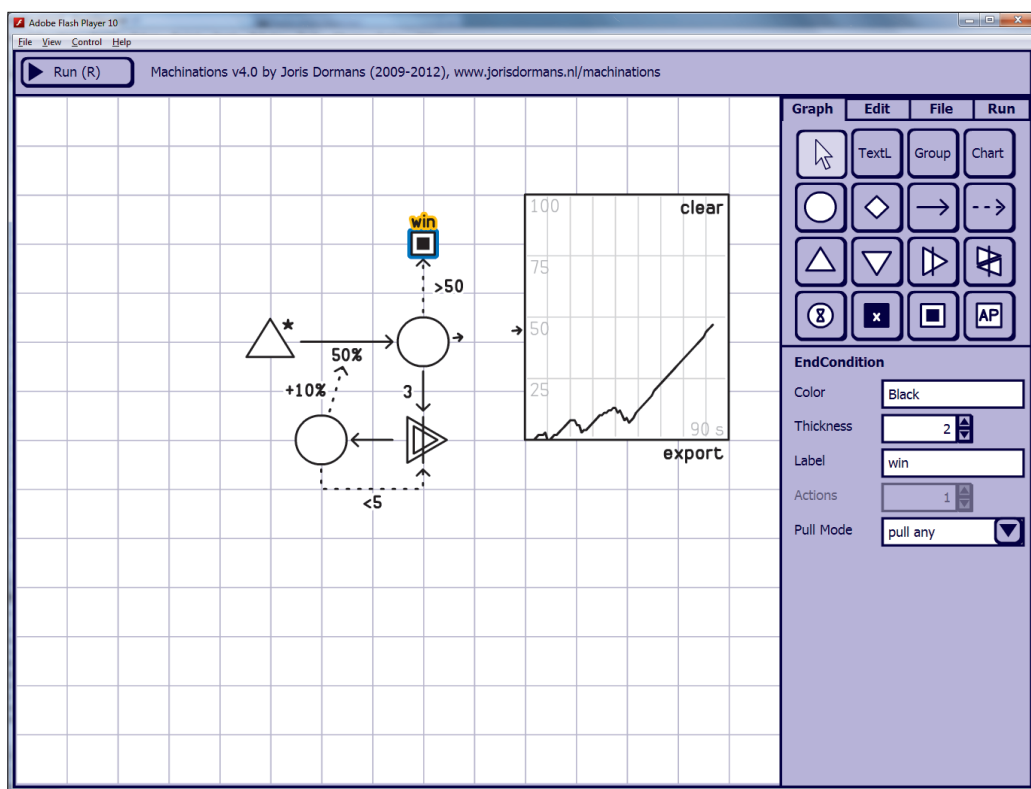 Adobe Flash Player 10
File View Control Help
Run (R)
Machinations v4.0 by Joris Dormans (2009-2012), www.jorisdormans.nl/machinations
Graph Edit File Run
TextL Group Chart
x AP
EndCondition
Color Black
Thickness 2
Label win
Actions 1
Pull Mode pull any
win
>50
*
50%
+10%
3
<5
100 clear
75
50
25
90 s
export